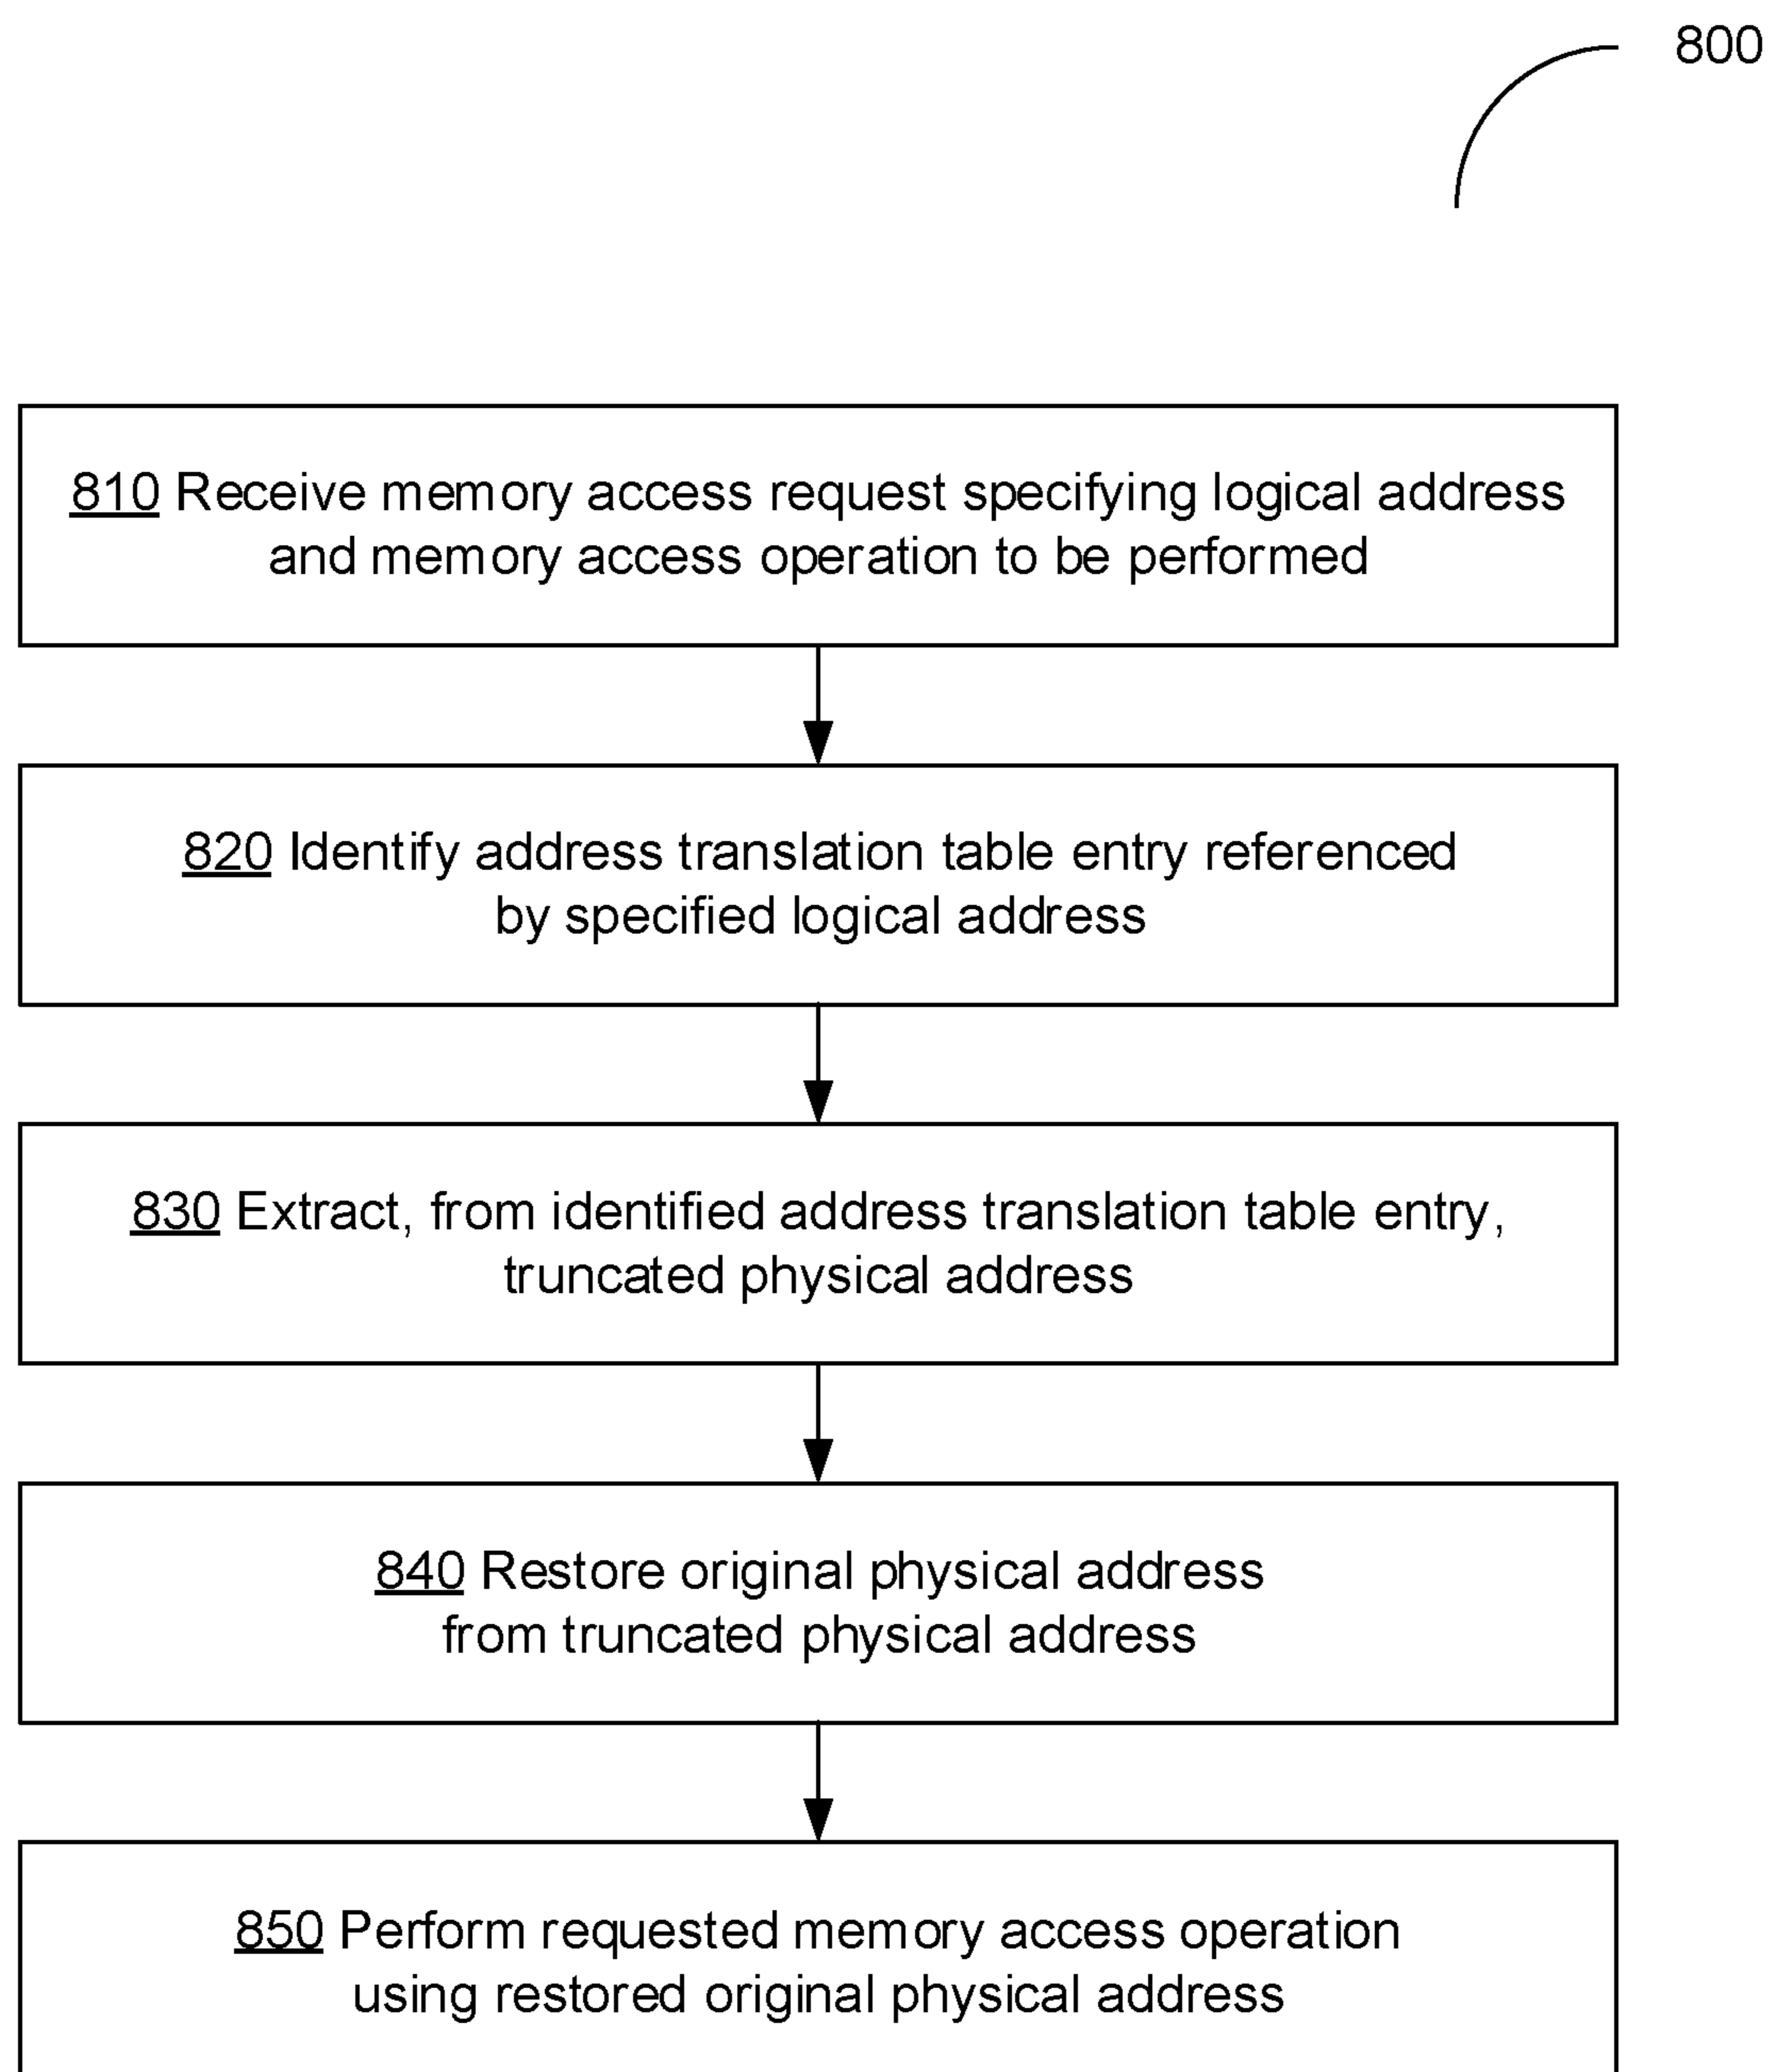 800
810 Receive memory access request specifying logical address
and memory access operation to be performed
820 Identify address translation table entry referenced
by specified logical address
830 Extract, from identified address translation table entry,
truncated physical address
840 Restore original physical address
from truncated physical address
850 Perform requested memory access operation
using restored original physical address